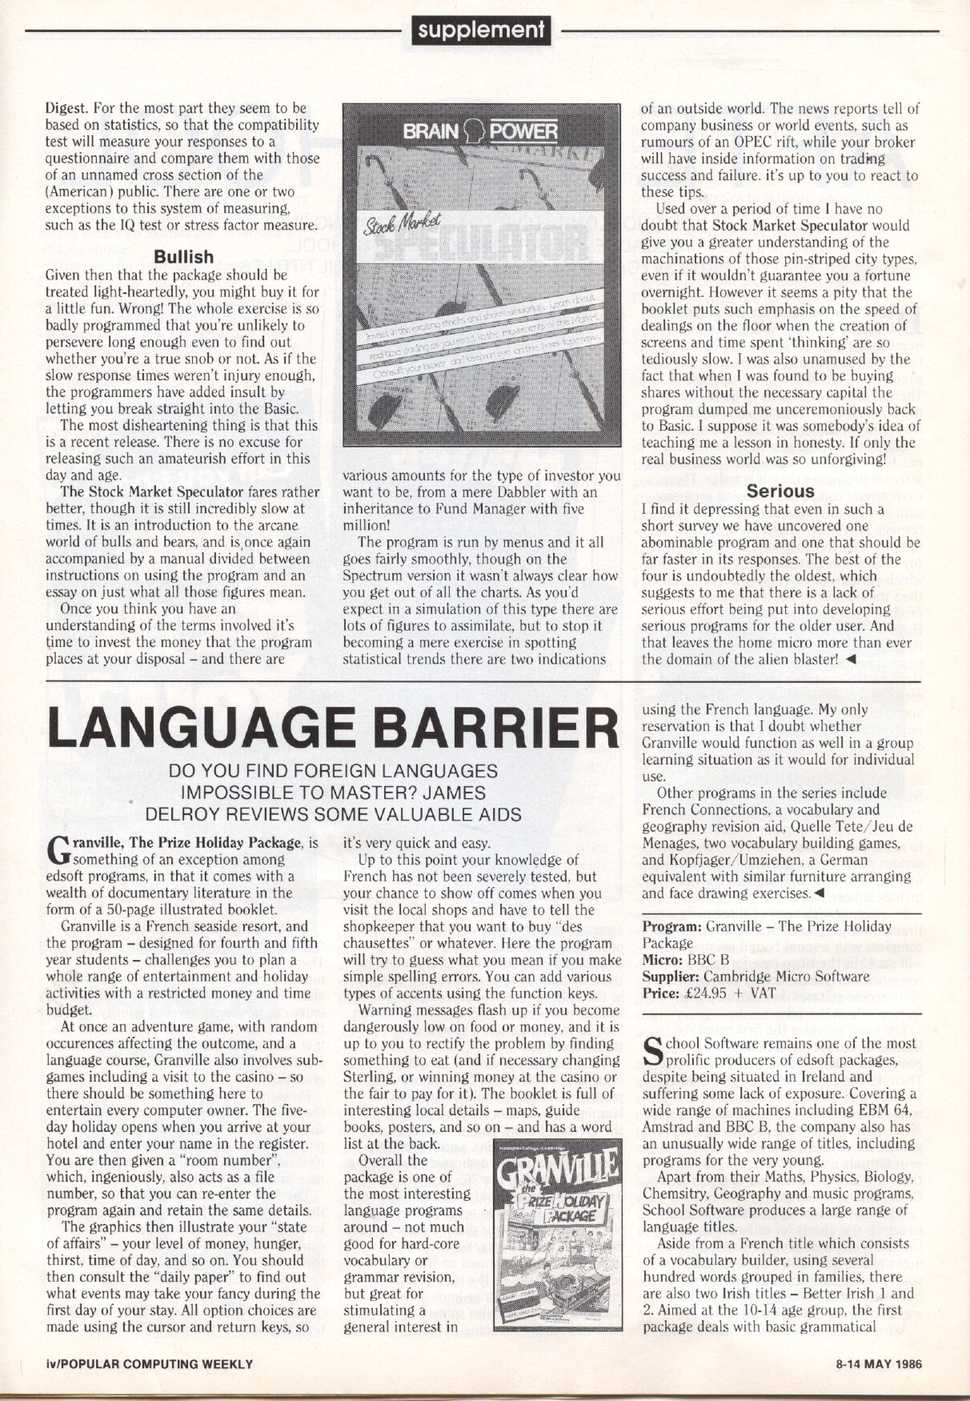 supplement
Digest. For the most part they seem to be
based on statistics, so that the compatibility
test will measure your responses to a
questionnaire and compare them with those
of an unnamed cross section of the
(American) public. There are one or two
exceptions to this system of measuring,
such as the IQ test or stress factor measure.
Bullish
Given then that the package should be
treated light-heartedly, you might buy it for
a little fun. Wrong! The whole exercise is so
badly programmed that you're unlikely to
persevere long enough even to find out
whether you're a true snob or not. As if the
slow response times weren't injury enough,
the programmers have added insult by
letting you break straight into the Basic.
The most disheartening thing is that this
is a recent release. There is no excuse for
releasing such an amateurish effort in this
day and age.
The Stock Market Speculator fares rather
better, though it is still incredibly slow at
times. It is an introduction to the arcane
world of bulls and bears, and is once again
accompanied by a manual divided between
instructions on using the program and an
essay on just what all those figures mean.
Once you think you have an
understanding of the terms involved it's
time to invest the money that the program
places at your disposal – and there are
BRAIN POWER
Stock Market
SPECULATOR
various amounts for the type of investor you
want to be, from a mere Dabbler with an
inheritance to Fund Manager with five
million!
The program is run by menus and it all
goes fairly smoothly, though on the
Spectrum version it wasn't always clear how
you get out of all the charts. As you'd
expect in a simulation of this type there are
lots of figures to assimilate, but to stop it
becoming a mere exercise in spotting
statistical trends there are two indications
of an outside world. The news reports tell of
company business or world events, such as
rumours of an OPEC rift, while your broker
will have inside information on trading
success and failure. it's up to you to react to
these tips.
Used over a period of time I have no
doubt that Stock Market Speculator would
give you a greater understanding of the
machinations of those pin-striped city types,
even if it wouldn't guarantee you a fortune
overnight. However it seems a pity that the
booklet puts such emphasis on the speed of
dealings on the floor when the creation of
screens and time spent 'thinking' are so
tediously slow. I was also unamused by the
fact that when I was found to be buying
shares without the necessary capital the
program dumped me unceremoniously back
to Basic. I suppose it was somebody's idea of
teaching me a lesson in honesty. If only the
real business world was so unforgiving!
Serious
I find it depressing that even in such a
short survey we have uncovered one
abominable program and one that should be
far faster in its responses. The best of the
four is undoubtedly the oldest, which
suggests to me that there is a lack of
serious effort being put into developing
serious programs for the older user. And
that leaves the home micro more than ever
the domain of the alien blaster! ◄
LANGUAGE BARRIER
DO YOU FIND FOREIGN LANGUAGES
IMPOSSIBLE TO MASTER? JAMES
DELROY REVIEWS SOME VALUABLE AIDS
Granville, The Prize Holiday Package, is
something of an exception among
edsoft programs, in that it comes with a
wealth of documentary literature in the
form of a 50-page illustrated booklet.
Granville is a French seaside resort, and
the program – designed for fourth and fifth
year students – challenges you to plan a
whole range of entertainment and holiday
activities with a restricted money and time
budget.
At once an adventure game, with random
occurences affecting the outcome, and a
language course, Granville also involves sub-
games including a visit to the casino – so
there should be something here to
entertain every computer owner. The five-
day holiday opens when you arrive at your
hotel and enter your name in the register.
You are then given a "room number",
which, ingeniously, also acts as a file
number, so that you can re-enter the
program again and retain the same details.
The graphics then illustrate your "state
of affairs" – your level of money, hunger,
thirst, time of day, and so on. You should
then consult the "daily paper" to find out
what events may take your fancy during the
first day of your stay. All option choices are
made using the cursor and return keys, so
it's very quick and easy.
Up to this point your knowledge of
French has not been severely tested, but
your chance to show off comes when you
visit the local shops and have to tell the
shopkeeper that you want to buy "des
chausettes" or whatever. Here the program
will try to guess what you mean if you make
simple spelling errors. You can add various
types of accents using the function keys.
Warning messages flash up if you become
dangerously low on food or money, and it is
up to you to rectify the problem by finding
something to eat (and if necessary changing
Sterling, or winning money at the casino or
the fair to pay for it). The booklet is full of
interesting local details – maps, guide
books, posters, and so on – and has a word
list at the back.
Overall the
package is one of
the most interesting
language programs
around – not much
good for hard-core
vocabulary or
grammar revision,
but great for
stimulating a
general interest in
GRANVILLE
the
PRIZE HOLIDAY
PACKAGE
using the French language. My only
reservation is that I doubt whether
Granville would function as well in a group
learning situation as it would for individual
use.
Other programs in the series include
French Connections, a vocabulary and
geography revision aid, Quelle Tete/Jeu de
Menages, two vocabulary building games,
and Kopfjager/Umziehen, a German
equivalent with similar furniture arranging
and face drawing exercises. ◄
Program: Granville – The Prize Holiday
Package
Micro: BBC B
Supplier: Cambridge Micro Software
Price: £24.95 + VAT
School Software remains one of the most
prolific producers of edsoft packages,
despite being situated in Ireland and
suffering some lack of exposure. Covering a
wide range of machines including EBM 64,
Amstrad and BBC B, the company also has
an unusually wide range of titles, including
programs for the very young.
Apart from their Maths, Physics, Biology,
Chemsitry, Geography and music programs,
School Software produces a large range of
language titles.
Aside from a French title which consists
of a vocabulary builder, using several
hundred words grouped in families, there
are also two Irish titles – Better Irish 1 and
2. Aimed at the 10-14 age group, the first
package deals with basic grammatical
iv/POPULAR COMPUTING WEEKLY
8-14 MAY 1986